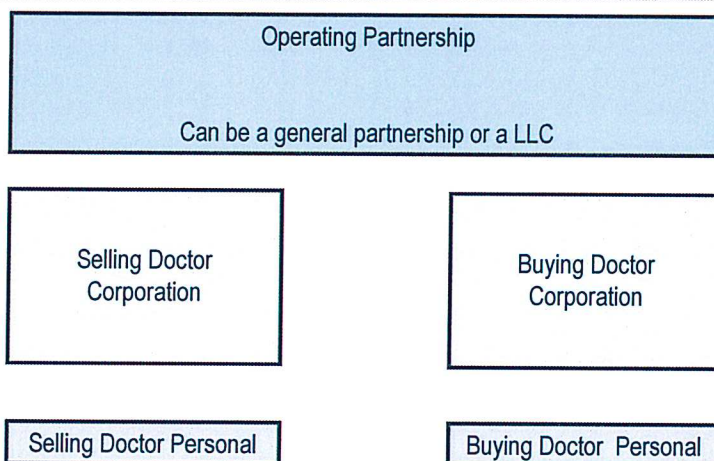 Operating Partnership
Can be a general partnership or a LLC
Selling Doctor
Corporation
Buying Doctor
Corporation
Selling Doctor Personal
Buying Doctor Personal